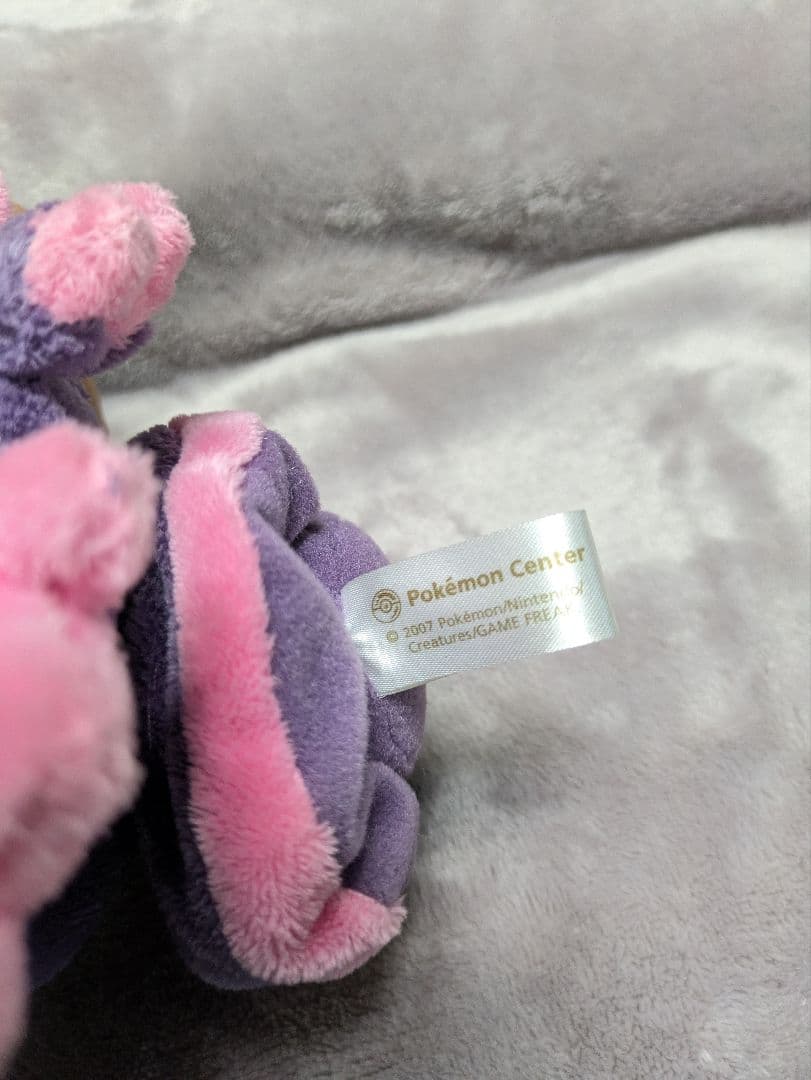 Pokémon Center
© 2007 Pokémon/Nintendo/
Creatures/GAME FREAK